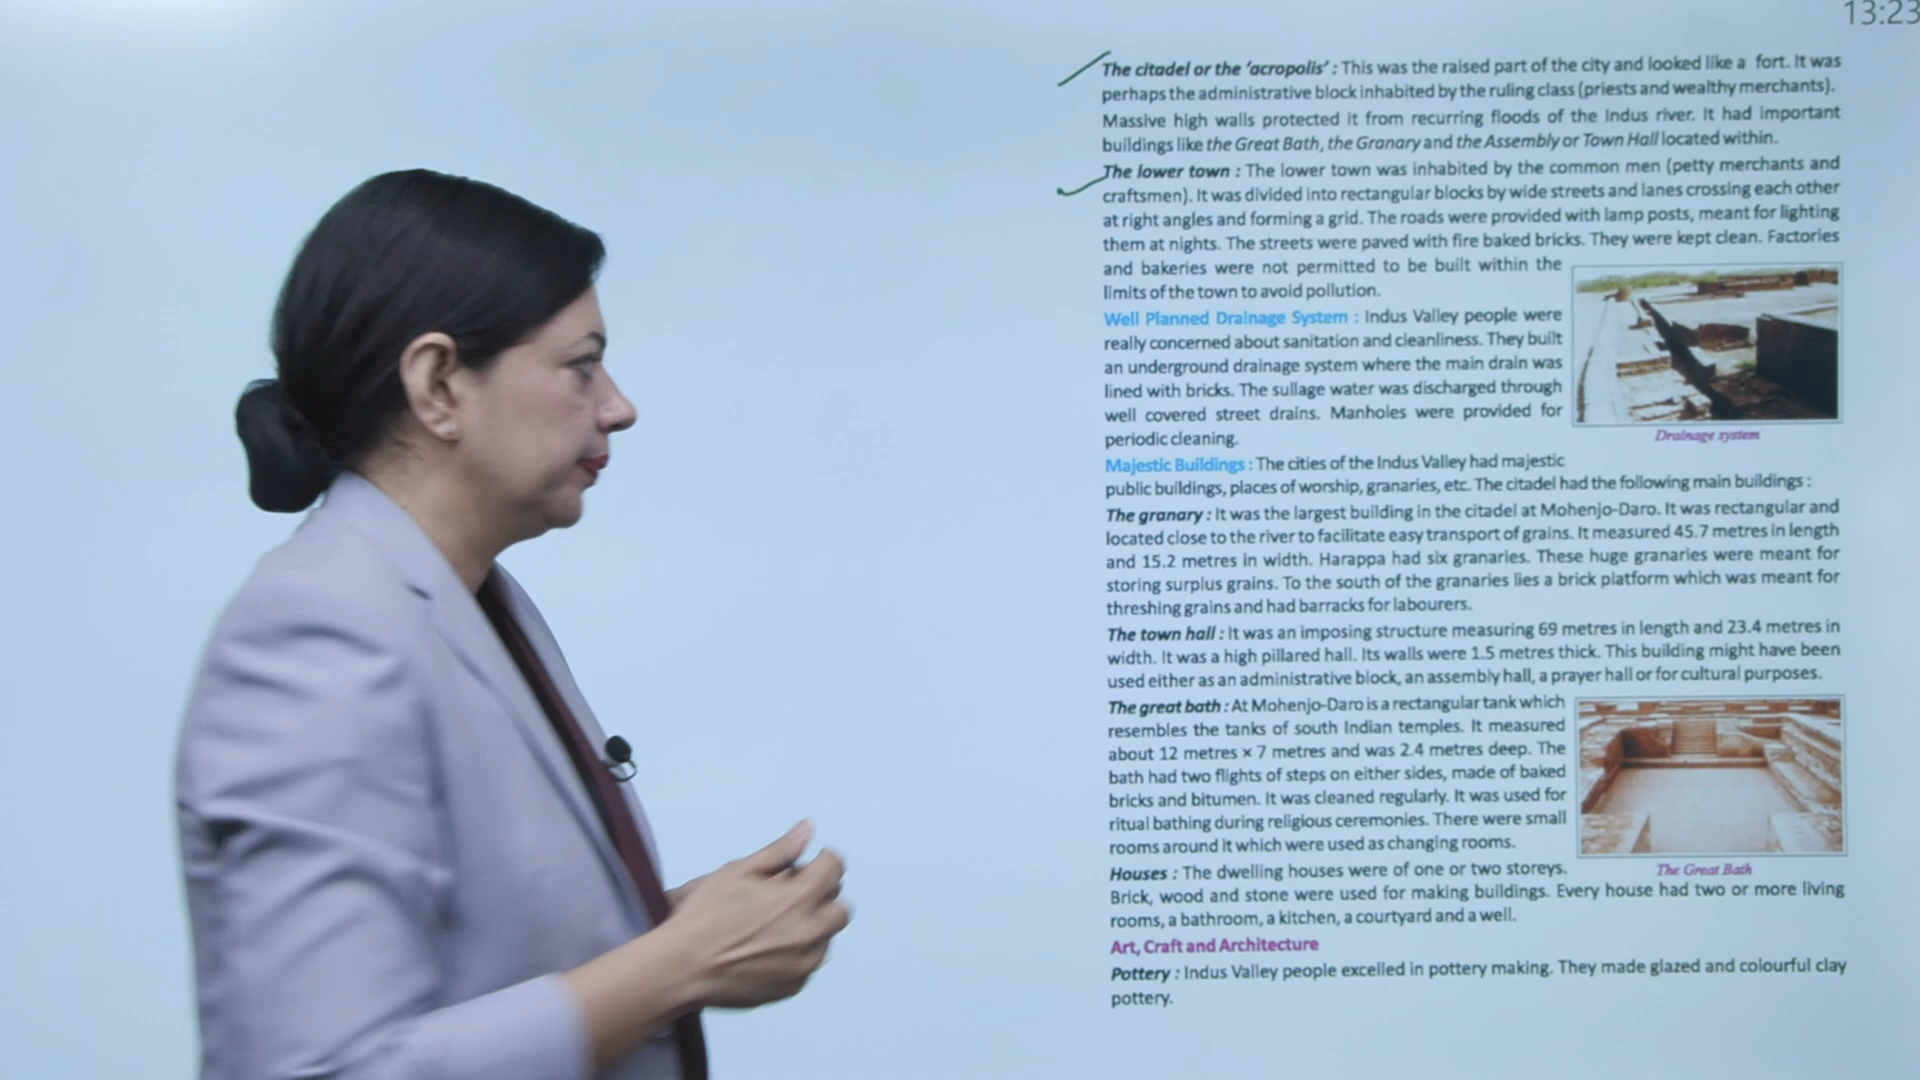 13:23
The citadel or the 'acropolis' : This was the raised part of the city and looked like a fort. It was
perhaps the administrative block inhabited by the ruling class (priests and wealthy merchants).
Massive high walls protected it from recurring floods of the Indus river. It had important
buildings like the Great Bath, the Granary and the Assembly or Town Hall located within.
The lower town : The lower town was inhabited by the common men (petty merchants and
craftsmen). It was divided into rectangular blocks by wide streets and lanes crossing each other
at right angles and forming a grid. The roads were provided with lamp posts, meant for lighting
them at nights. The streets were paved with fire baked bricks. They were kept clean. Factories
and bakeries were not permitted to be built within the
limits of the town to avoid pollution.
Well Planned Drainage System : Indus Valley people were
really concerned about sanitation and cleanliness. They built
an underground drainage system where the main drain was
lined with bricks. The sullage water was discharged through
well covered street drains. Manholes were provided for
periodic cleaning.
Drainage system
Majestic Buildings : The cities of the Indus Valley had majestic
public buildings, places of worship, granaries, etc. The citadel had the following main buildings :
The granary : It was the largest building in the citadel at Mohenjo-Daro. It was rectangular and
located close to the river to facilitate easy transport of grains. It measured 45.7 metres in length
and 15.2 metres in width. Harappa had six granaries. These huge granaries were meant for
storing surplus grains. To the south of the granaries lies a brick platform which was meant for
threshing grains and had barracks for labourers.
The town hall : It was an imposing structure measuring 69 metres in length and 23.4 metres in
width. It was a high pillared hall. Its walls were 1.5 metres thick. This building might have been
used either as an administrative block, an assembly hall, a prayer hall or for cultural purposes.
The great bath : At Mohenjo-Daro is a rectangular tank which
resembles the tanks of south Indian temples. It measured
about 12 metres × 7 metres and was 2.4 metres deep. The
bath had two flights of steps on either sides, made of baked
bricks and bitumen. It was cleaned regularly. It was used for
ritual bathing during religious ceremonies. There were small
rooms around it which were used as changing rooms.
The Great Bath
Houses : The dwelling houses were of one or two storeys.
Brick, wood and stone were used for making buildings. Every house had two or more living
rooms, a bathroom, a kitchen, a courtyard and a well.
Art, Craft and Architecture
Pottery : Indus Valley people excelled in pottery making. They made glazed and colourful clay
pottery.